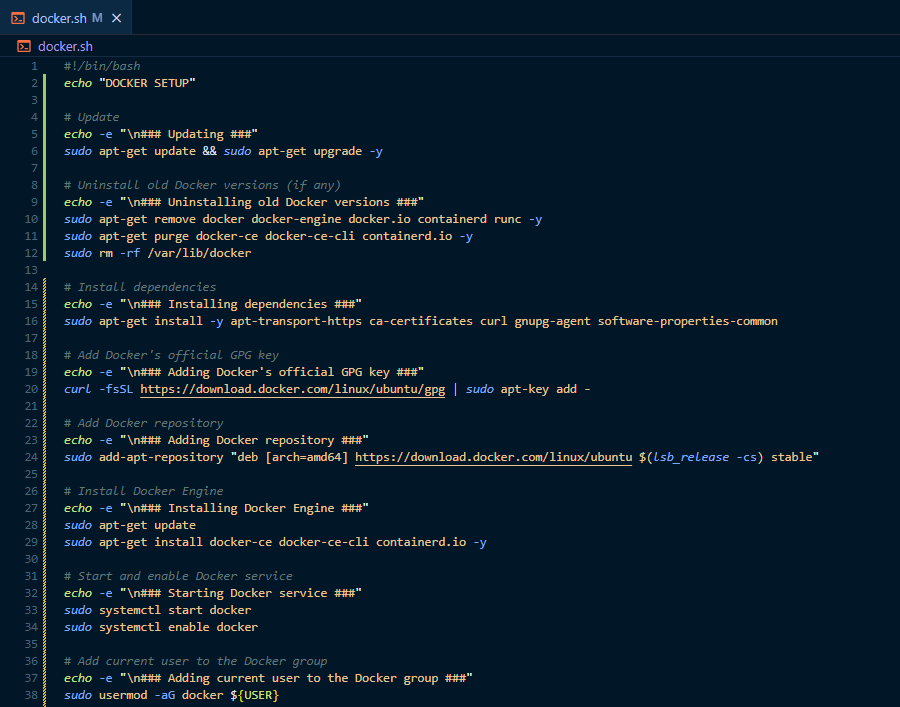 docker.sh M
docker.sh
1 #!/bin/bash
2 echo "DOCKER SETUP"
3
4 # Update
5 echo -e "\n### Updating ###"
6 sudo apt-get update && sudo apt-get upgrade -y
7
8 # Uninstall old Docker versions (if any)
9 echo -e "\n### Uninstalling old Docker versions ###"
10 sudo apt-get remove docker docker-engine docker.io containerd runc -y
11 sudo apt-get purge docker-ce docker-ce-cli containerd.io -y
12 sudo rm -rf /var/lib/docker
13
14 # Install dependencies
15 echo -e "\n### Installing dependencies ###"
16 sudo apt-get install -y apt-transport-https ca-certificates curl gnupg-agent software-properties-common
17
18 # Add Docker's official GPG key
19 echo -e "\n### Adding Docker's official GPG key ###"
20 curl -fsSL https://download.docker.com/linux/ubuntu/gpg | sudo apt-key add -
21
22 # Add Docker repository
23 echo -e "\n### Adding Docker repository ###"
24 sudo add-apt-repository "deb [arch=amd64] https://download.docker.com/linux/ubuntu $(lsb_release -cs) stable"
25
26 # Install Docker Engine
27 echo -e "\n### Installing Docker Engine ###"
28 sudo apt-get update
29 sudo apt-get install docker-ce docker-ce-cli containerd.io -y
30
31 # Start and enable Docker service
32 echo -e "\n### Starting Docker service ###"
33 sudo systemctl start docker
34 sudo systemctl enable docker
35
36 # Add current user to the Docker group
37 echo -e "\n### Adding current user to the Docker group ###"
38 sudo usermod -aG docker ${USER}